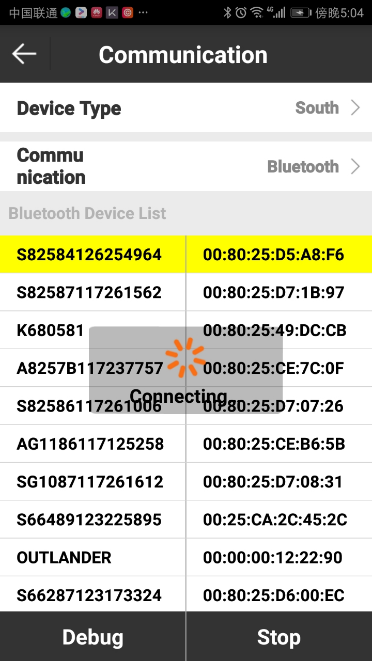 中国联通 ... 傍晚5:04
Communication
Device Type South
Commu
nication
Bluetooth
Bluetooth Device List
S82584126254964 00:80:25:D5:A8:F6
S82587117261562 00:80:25:D7:1B:97
K680581 00:80:25:49:DC:CB
A8257B117237757 00:80:25:CE:7C:0F
Connecting...
S82586117261006 00:80:25:D7:07:26
AG1186117125258 00:80:25:CE:B6:5B
SG1087117261612 00:80:25:D7:08:31
S66489123225895 00:25:CA:2C:45:2C
OUTLANDER 00:00:00:12:22:90
S66287123173324 00:80:25:D6:00:EC
Debug Stop